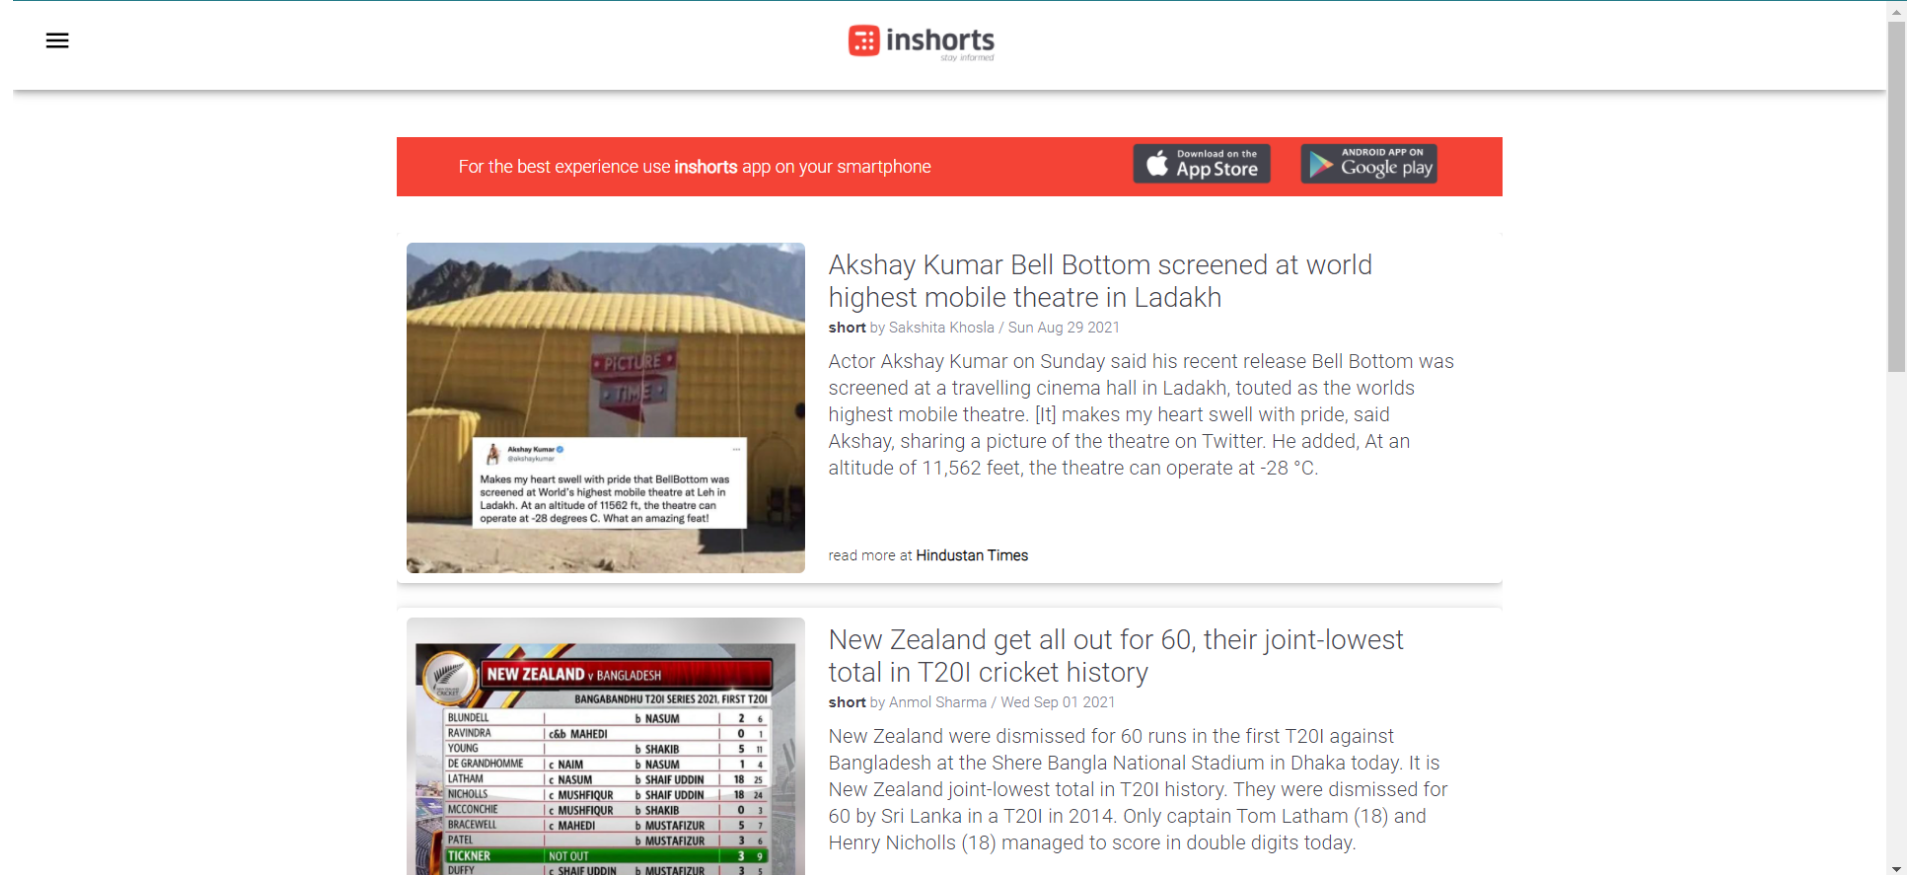 inshorts
stay informed
For the best experience use inshorts app on your smartphone
Download on the
App Store
ANDROID APP ON
Google play
PICTURE
TIME
Akshay Kumar
@akshaykumar
Makes my heart swell with pride that BellBottom was
screened at World's highest mobile theatre at Leh in
Ladakh. At an altitude of 11562 ft, the theatre can
operate at -28 degrees C. What an amazing feat!
Akshay Kumar Bell Bottom screened at world
highest mobile theatre in Ladakh
short by Sakshita Khosla / Sun Aug 29 2021
Actor Akshay Kumar on Sunday said his recent release Bell Bottom was
screened at a travelling cinema hall in Ladakh, touted as the worlds
highest mobile theatre. [It] makes my heart swell with pride, said
Akshay, sharing a picture of the theatre on Twitter. He added, At an
altitude of 11,562 feet, the theatre can operate at -28 °C.
read more at Hindustan Times
NEW ZEALAND v BANGLADESH
BANGABANDHU T20I SERIES 2021, FIRST T20I
BLUNDELL b NASUM 2 6
RAVINDRA c&b MAHEDI 0 1
YOUNG b SHAKIB 5 11
DE GRANDHOMME c NAIM b NASUM 1 4
LATHAM c NASUM b SHAIF UDDIN 18 25
NICHOLLS c MUSHFIQUR b SHAIF UDDIN 18 24
MCCONCHIE c MUSHFIQUR b SHAKIB 0 3
BRACEWELL c MAHEDI b MUSTAFIZUR 5 7
PATEL b MUSTAFIZUR 3 6
TICKNER NOT OUT 3 9
DUFFY c SHAIF UDDIN b MUSTAFIZUR 3 5
New Zealand get all out for 60, their joint-lowest
total in T20I cricket history
short by Anmol Sharma / Wed Sep 01 2021
New Zealand were dismissed for 60 runs in the first T20I against
Bangladesh at the Shere Bangla National Stadium in Dhaka today. It is
New Zealand joint-lowest total in T20I history. They were dismissed for
60 by Sri Lanka in a T20I in 2014. Only captain Tom Latham (18) and
Henry Nicholls (18) managed to score in double digits today.